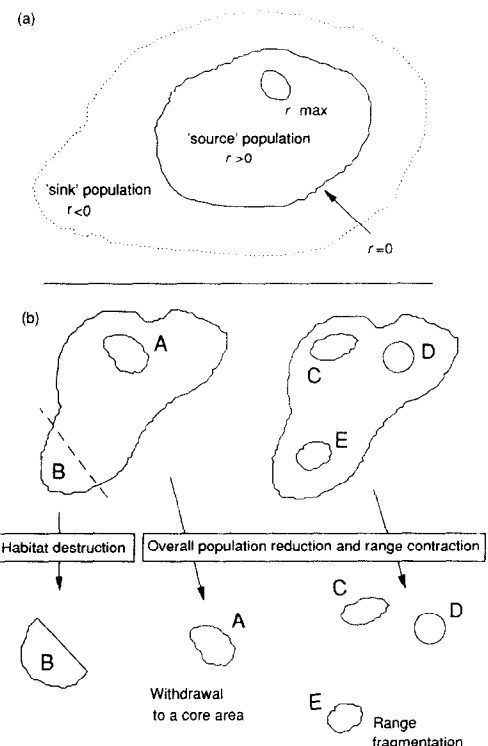 (a)
r max
'source' population
r >0
'sink' population
r<0
r=0
(b)
A
B
C
D
E
Habitat destruction
Overall population reduction and range contraction
B
A
Withdrawal
to a core area
C
D
E
Range
fragmentation